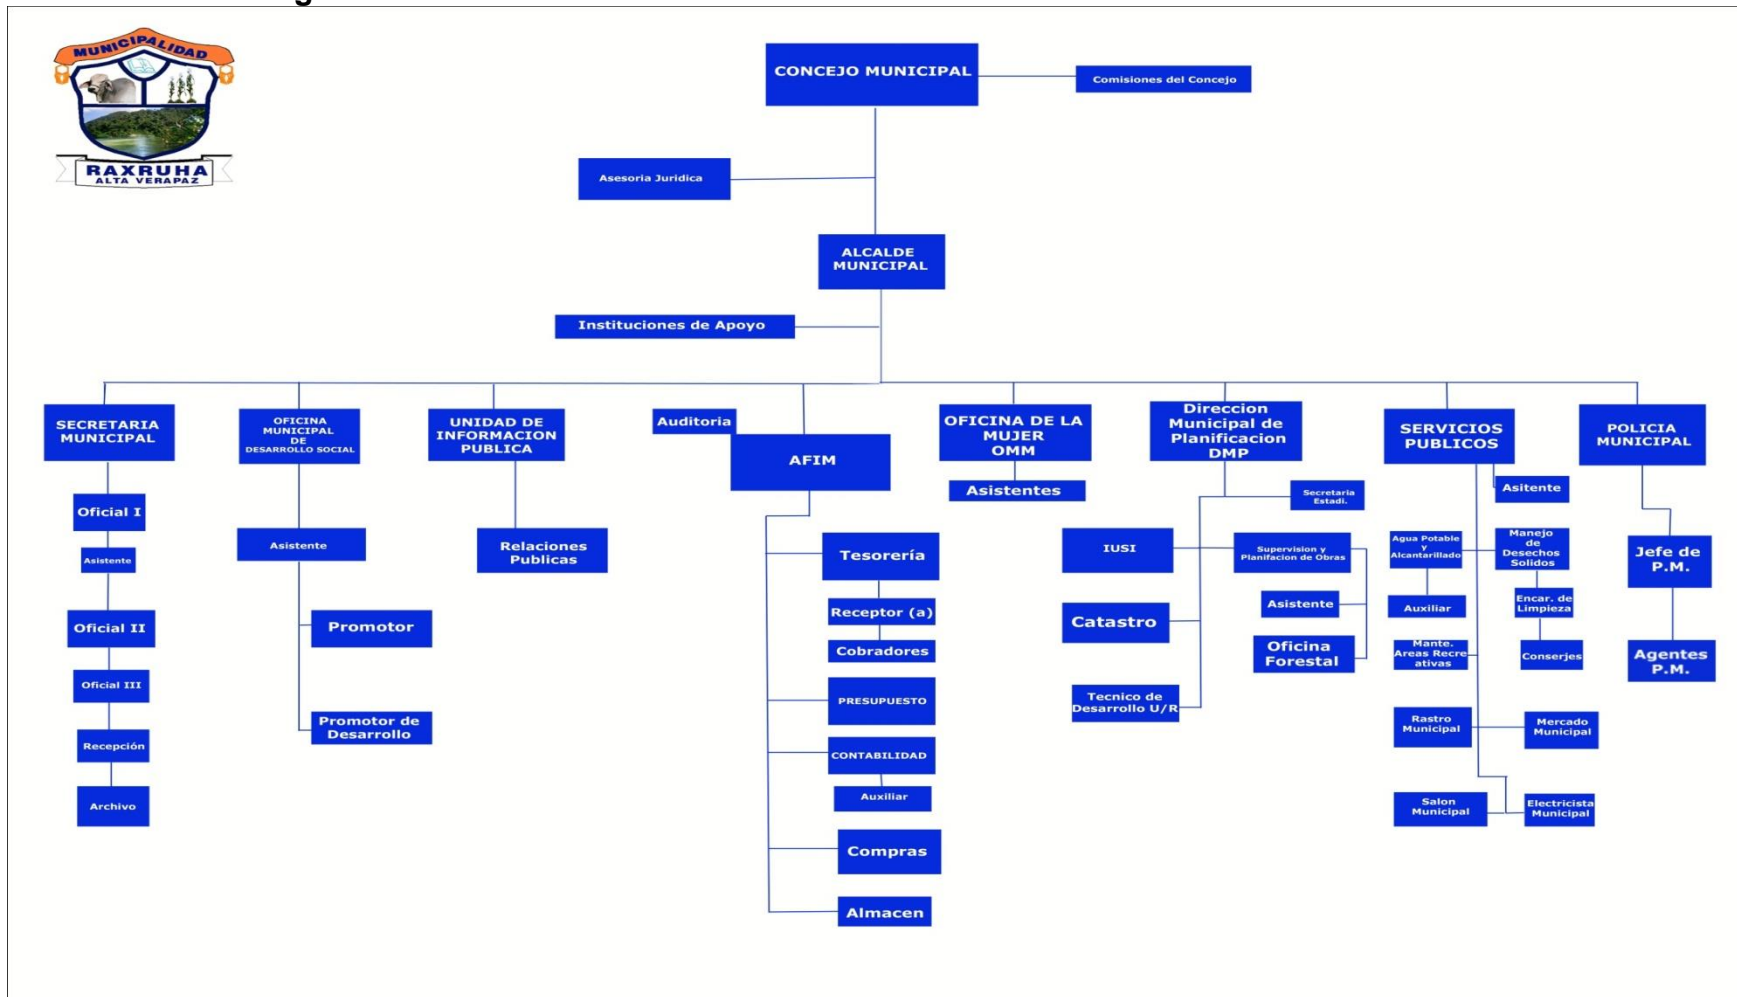 MUNICIPALIDAD
RAXRUHA
ALTA VERAPAZ
CONCEJO MUNICIPAL
Comisiones del Concejo
Asesoria Juridica
ALCALDE
MUNICIPAL
Instituciones de Apoyo
SECRETARIA
MUNICIPAL
Oficial I
Asistente
Oficial II
Oficial III
Recepción
Archivo
OFICINA
MUNICIPAL
DE
DESARROLLO SOCIAL
Asistente
Promotor
Promotor de
Desarrollo
UNIDAD DE
INFORMACION
PUBLICA
Relaciones
Publicas
Auditoria
AFIM
Tesorería
Receptor (a)
Cobradores
PRESUPUESTO
CONTABILIDAD
Auxiliar
Compras
Almacen
OFICINA DE LA
MUJER
OMM
Asistentes
Direccion
Municipal de
Planificacion
DMP
Secretaria
Estadi.
IUSI
Supervision y
Planifacion de Obras
Asistente
Catastro
Oficina
Forestal
Tecnico de
Desarrollo U/R
SERVICIOS
PUBLICOS
Asitente
Agua Potable
y
Alcantarillado
Manejo
de
Desechos
Solidos
Auxiliar
Encar. de
Limpieza
Mante.
Areas Recre
ativas
Conserjes
Rastro
Municipal
Mercado
Municipal
Salon
Municipal
Electricista
Municipal
POLICIA
MUNICIPAL
Jefe de
P.M.
Agentes
P.M.